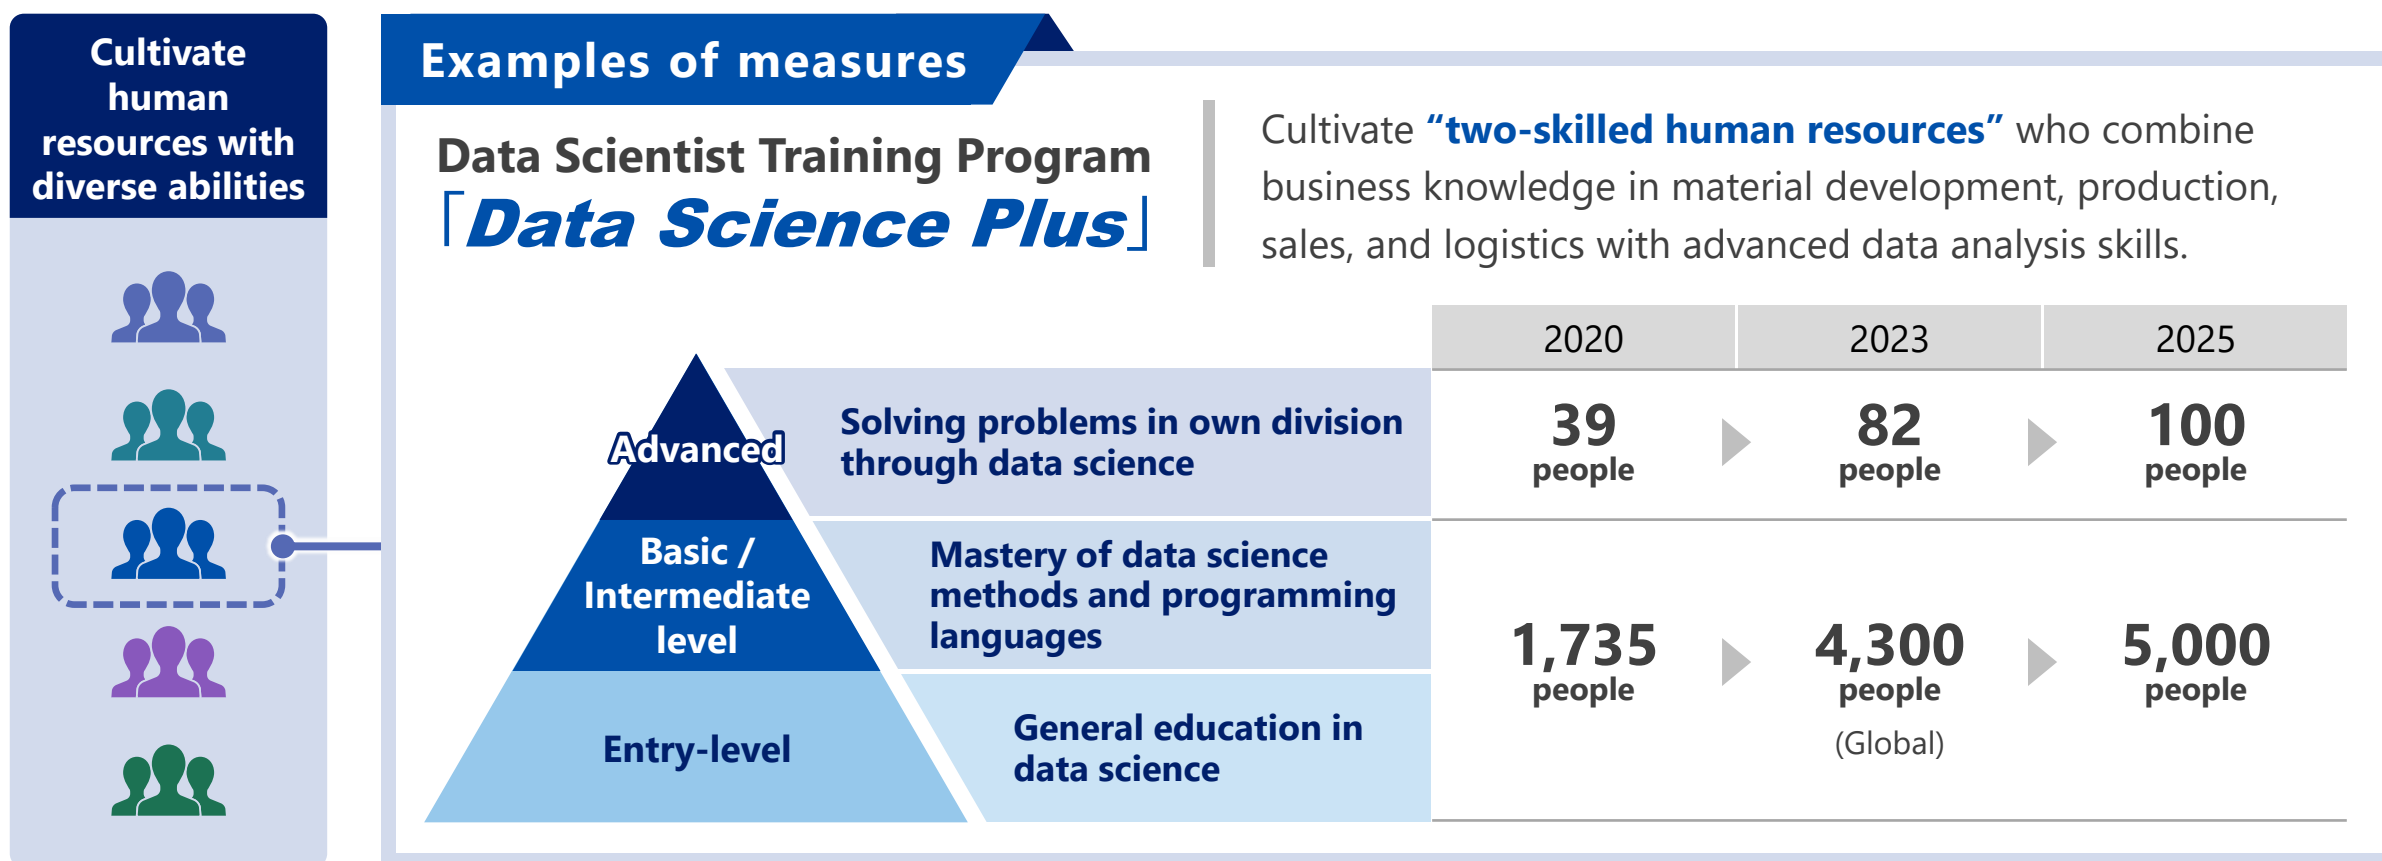 Cultivate
human
resources with
diverse abilities
Examples of measures
Data Scientist Training Program
「Data Science Plus」
Cultivate “two-skilled human resources” who combine
business knowledge in material development, production,
sales, and logistics with advanced data analysis skills.
2020 2023 2025
Advanced
Solving problems in own division
through data science
39 82 100
people people people
Basic /
Intermediate
level
Mastery of data science
methods and programming
languages
Entry-level
General education in
data science
1,735 4,300 5,000
people people people
(Global)